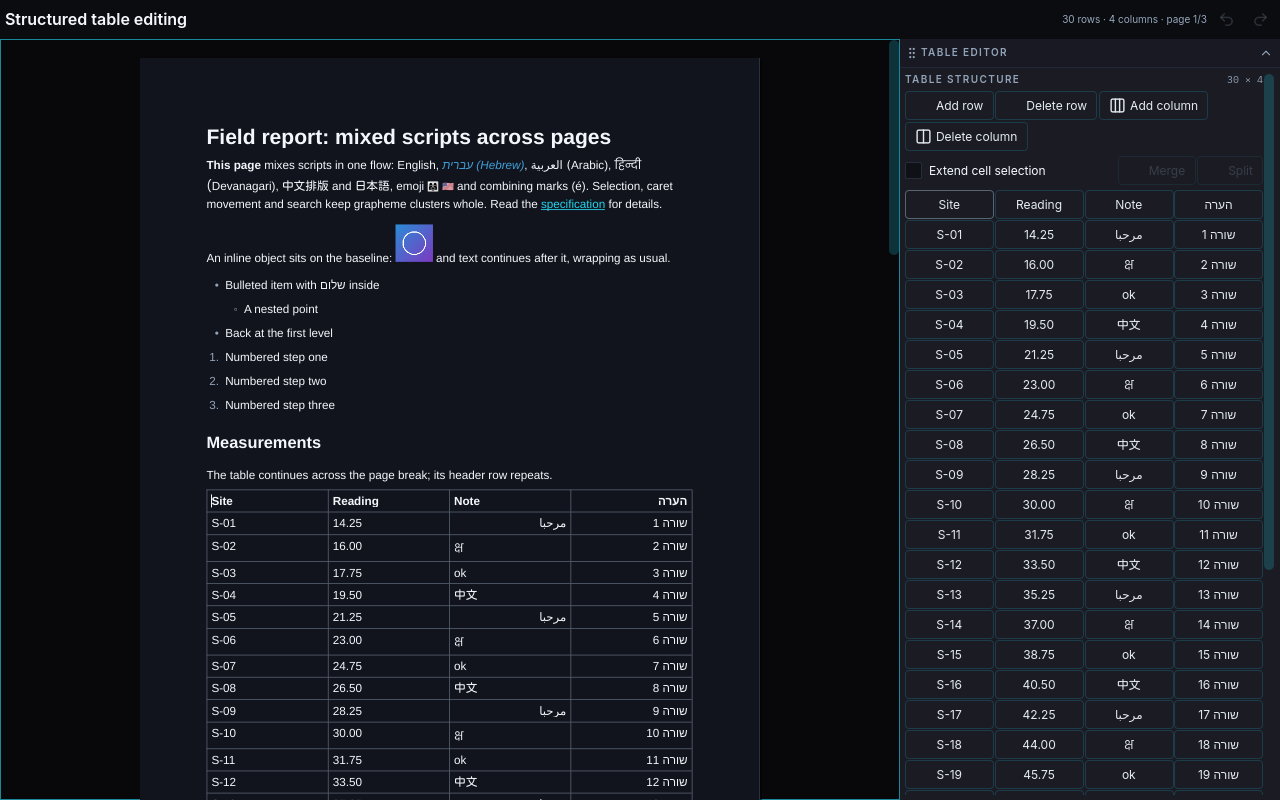 Structured table editing
30 rows · 4 columns · page 1/3
Field report: mixed scripts across pages
This page mixes scripts in one flow: English, עברית (Hebrew), العربية (Arabic), हिन्दी
(Devanagari), 中文排版 and 日本語, emoji 👨‍👩‍👧 🇺🇸 and combining marks (é). Selection, caret
movement and search keep grapheme clusters whole. Read the specification for details.
An inline object sits on the baseline: and text continues after it, wrapping as usual.
• Bulleted item with שלום inside
◦ A nested point
• Back at the first level
1. Numbered step one
2. Numbered step two
3. Numbered step three
Measurements
The table continues across the page break; its header row repeats.
Site Reading Note הערה
S-01 14.25 مرحبا שורה 1
S-02 16.00 क्ष שורה 2
S-03 17.75 ok שורה 3
S-04 19.50 中文 שורה 4
S-05 21.25 مرحبا שורה 5
S-06 23.00 क्ष שורה 6
S-07 24.75 ok שורה 7
S-08 26.50 中文 שורה 8
S-09 28.25 مرحبا שורה 9
S-10 30.00 क्ष שורה 10
S-11 31.75 ok שורה 11
S-12 33.50 中文 שורה 12
TABLE EDITOR
TABLE STRUCTURE 30 × 4
Add row Delete row Add column
Delete column
Extend cell selection Merge Split
Site Reading Note הערה
S-01 14.25 مرحبا שורה 1
S-02 16.00 क्ष שורה 2
S-03 17.75 ok שורה 3
S-04 19.50 中文 שורה 4
S-05 21.25 مرحبا שורה 5
S-06 23.00 क्ष שורה 6
S-07 24.75 ok שורה 7
S-08 26.50 中文 שורה 8
S-09 28.25 مرحبا שורה 9
S-10 30.00 क्ष שורה 10
S-11 31.75 ok שורה 11
S-12 33.50 中文 שורה 12
S-13 35.25 مرحبا שורה 13
S-14 37.00 क्ष שורה 14
S-15 38.75 ok שורה 15
S-16 40.50 中文 שורה 16
S-17 42.25 مرحبا שורה 17
S-18 44.00 क्ष שורה 18
S-19 45.75 ok שורה 19